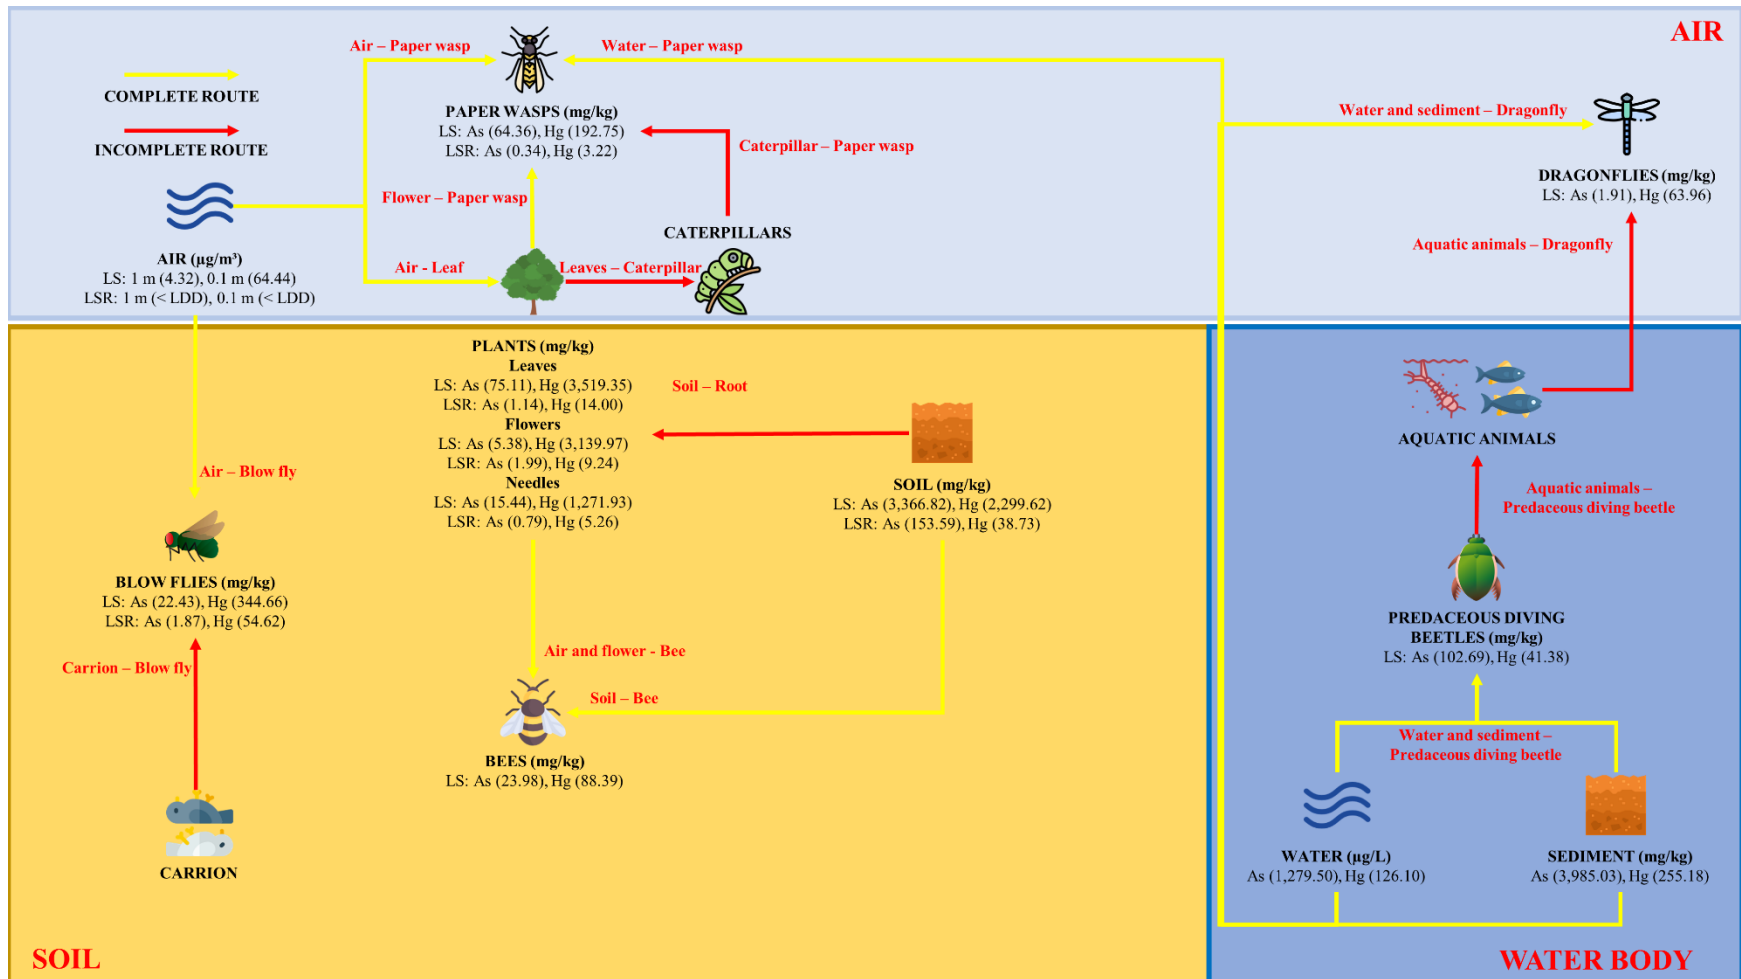 AIR
Air – Paper wasp
Water – Paper wasp
COMPLETE ROUTE
INCOMPLETE ROUTE
PAPER WASPS (mg/kg)
LS: As (64.36), Hg (192.75)
LSR: As (0.34), Hg (3.22)
Caterpillar – Paper wasp
Water and sediment – Dragonfly
DRAGONFLIES (mg/kg)
LS: As (1.91), Hg (63.96)
Flower – Paper wasp
CATERPILLARS
Aquatic animals – Dragonfly
AIR (µg/m³)
LS: 1 m (4.32), 0.1 m (64.44)
LSR: 1 m (< LDD), 0.1 m (< LDD)
Air - Leaf
Leaves – Caterpillar
PLANTS (mg/kg)
Leaves
LS: As (75.11), Hg (3,519.35)
LSR: As (1.14), Hg (14.00)
Flowers
LS: As (5.38), Hg (3,139.97)
LSR: As (1.99), Hg (9.24)
Needles
LS: As (15.44), Hg (1,271.93)
LSR: As (0.79), Hg (5.26)
Soil – Root
SOIL (mg/kg)
LS: As (3,366.82), Hg (2,299.62)
LSR: As (153.59), Hg (38.73)
AQUATIC ANIMALS
Aquatic animals –
Predaceous diving beetle
Air – Blow fly
BLOW FLIES (mg/kg)
LS: As (22.43), Hg (344.66)
LSR: As (1.87), Hg (54.62)
Carrion – Blow fly
CARRION
Air and flower - Bee
Soil – Bee
BEES (mg/kg)
LS: As (23.98), Hg (88.39)
PREDACEOUS DIVING
BEETLES (mg/kg)
LS: As (102.69), Hg (41.38)
Water and sediment –
Predaceous diving beetle
WATER (µg/L)
As (1,279.50), Hg (126.10)
SEDIMENT (mg/kg)
As (3,985.03), Hg (255.18)
SOIL
WATER BODY